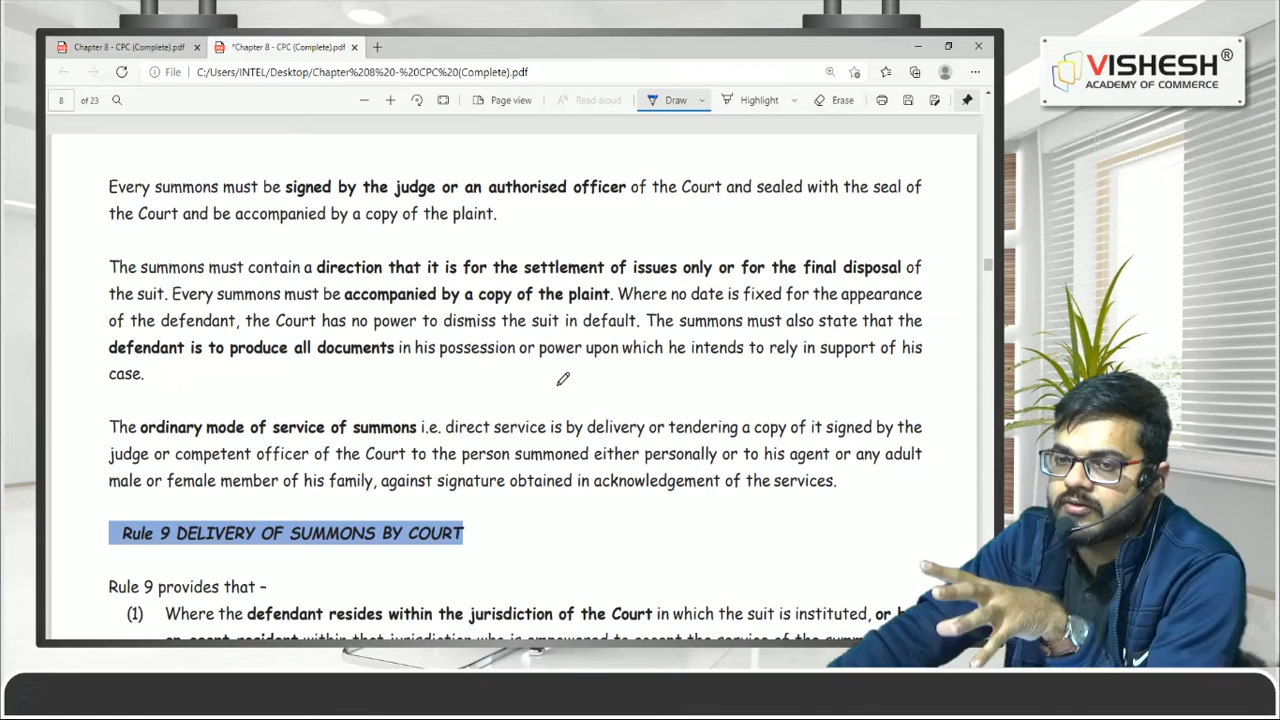 Chapter 8 - CPC (Complete).pdf
*Chapter 8 - CPC (Complete).pdf
File C:/Users/INTEL/Desktop/Chapter%208%20-%20CPC%20(Complete).pdf
8 of 23
Page view
Read aloud
Draw
Highlight
Erase
VISHESH®
ACADEMY OF COMMERCE
Every summons must be signed by the judge or an authorised officer of the Court and sealed with the seal of
the Court and be accompanied by a copy of the plaint.
The summons must contain a direction that it is for the settlement of issues only or for the final disposal of
the suit. Every summons must be accompanied by a copy of the plaint. Where no date is fixed for the appearance
of the defendant, the Court has no power to dismiss the suit in default. The summons must also state that the
defendant is to produce all documents in his possession or power upon which he intends to rely in support of his
case.
The ordinary mode of service of summons i.e. direct service is by delivery or tendering a copy of it signed by the
judge or competent officer of the Court to the person summoned either personally or to his agent or any adult
male or female member of his family, against signature obtained in acknowledgement of the services.
Rule 9 DELIVERY OF SUMMONS BY COURT
Rule 9 provides that –
(1) Where the defendant resides within the jurisdiction of the Court in which the suit is instituted, or